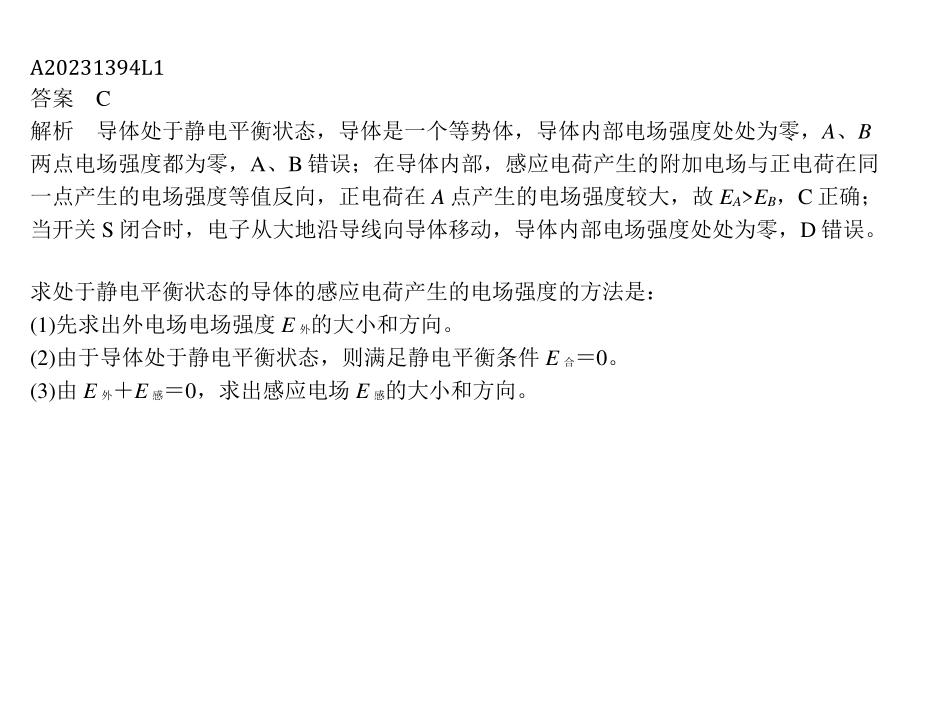 A20231394L1
答案 C
解析 导体处于静电平衡状态，导体是一个等势体，导体内部电场强度处处为零，A、B
两点电场强度都为零，A、B 错误；在导体内部，感应电荷产生的附加电场与正电荷在同
一点产生的电场强度等值反向，正电荷在 A 点产生的电场强度较大，故 EA>EB，C 正确；
当开关 S 闭合时，电子从大地沿导线向导体移动，导体内部电场强度处处为零，D 错误。
求处于静电平衡状态的导体的感应电荷产生的电场强度的方法是：
(1)先求出外电场电场强度 E外的大小和方向。
(2)由于导体处于静电平衡状态，则满足静电平衡条件 E合＝0。
(3)由 E外＋E感＝0，求出感应电场 E感的大小和方向。